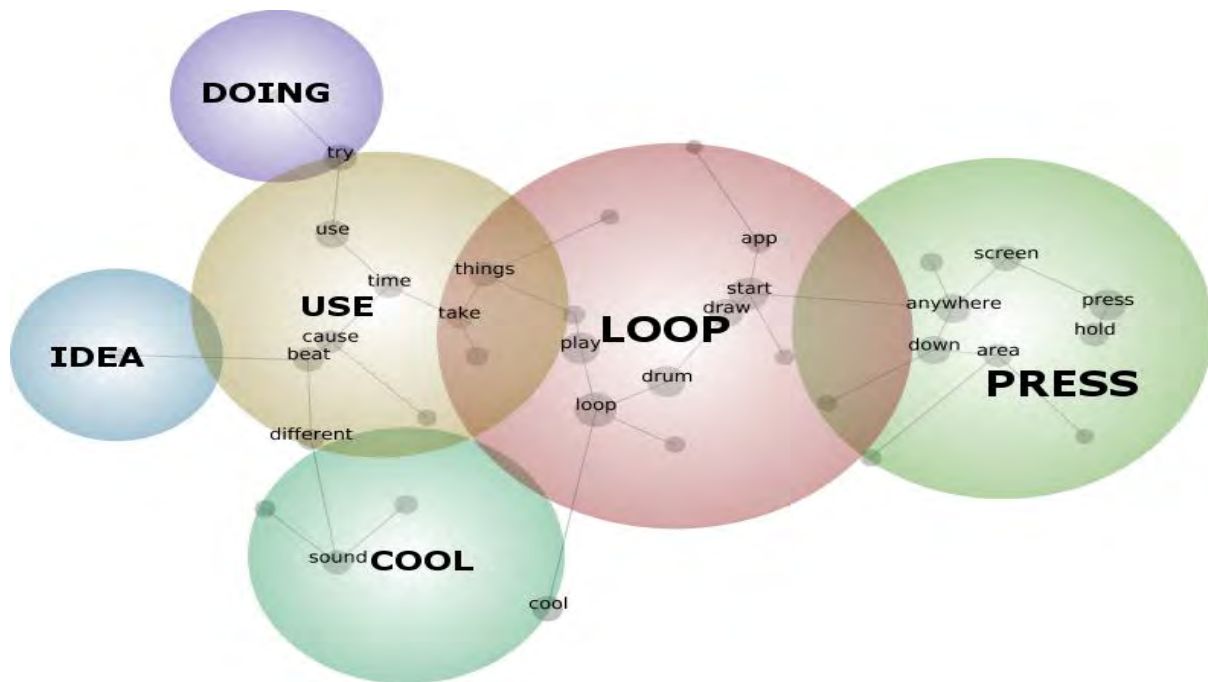 DOING
try
use
app
screen
things
time
start
press
anywhere
USE
take
draw
LOOP
hold
cause
play
down
area
beat
IDEA
PRESS
drum
loop
different
sound
COOL
cool